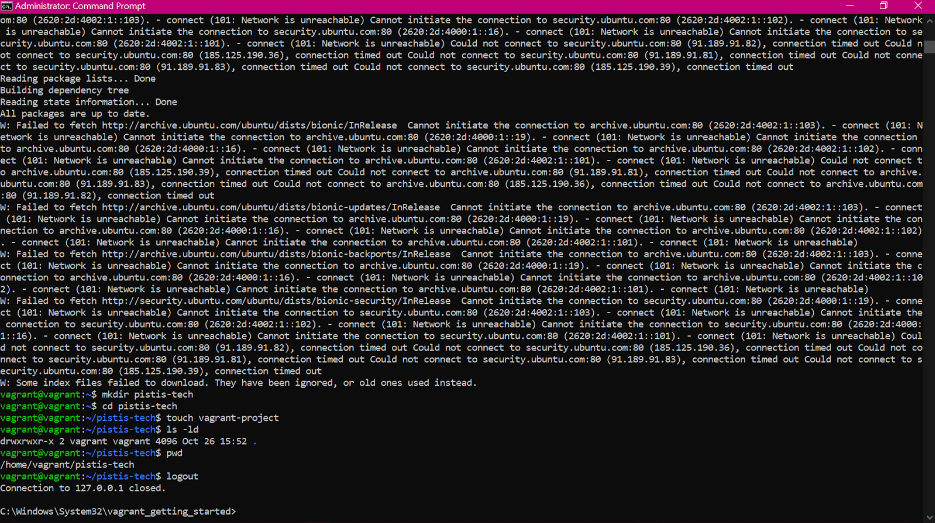 Administrator: Command Prompt
om:80 (2620:2d:4002:1::103). - connect (101: Network is unreachable) Cannot initiate the connection to security.ubuntu.com:80 (2620:2d:4002:1::102). - connect (101: Network
 is unreachable) Cannot initiate the connection to security.ubuntu.com:80 (2620:2d:4000:1::16). - connect (101: Network is unreachable) Cannot initiate the connection to se
curity.ubuntu.com:80 (2620:2d:4002:1::101). - connect (101: Network is unreachable) Could not connect to security.ubuntu.com:80 (91.189.91.82), connection timed out Could n
ot connect to security.ubuntu.com:80 (185.125.190.36), connection timed out Could not connect to security.ubuntu.com:80 (91.189.91.81), connection timed out Could not conne
ct to security.ubuntu.com:80 (91.189.91.83), connection timed out Could not connect to security.ubuntu.com:80 (185.125.190.39), connection timed out
Reading package lists... Done
Building dependency tree
Reading state information... Done
All packages are up to date.
W: Failed to fetch http://archive.ubuntu.com/ubuntu/dists/bionic/InRelease  Cannot initiate the connection to archive.ubuntu.com:80 (2620:2d:4002:1::103). - connect (101: N
etwork is unreachable) Cannot initiate the connection to archive.ubuntu.com:80 (2620:2d:4000:1::19). - connect (101: Network is unreachable) Cannot initiate the connection
to archive.ubuntu.com:80 (2620:2d:4000:1::16). - connect (101: Network is unreachable) Cannot initiate the connection to archive.ubuntu.com:80 (2620:2d:4002:1::102). - conn
ect (101: Network is unreachable) Cannot initiate the connection to archive.ubuntu.com:80 (2620:2d:4002:1::101). - connect (101: Network is unreachable) Could not connect t
o archive.ubuntu.com:80 (185.125.190.39), connection timed out Could not connect to archive.ubuntu.com:80 (91.189.91.81), connection timed out Could not connect to archive.
ubuntu.com:80 (91.189.91.83), connection timed out Could not connect to archive.ubuntu.com:80 (185.125.190.36), connection timed out Could not connect to archive.ubuntu.com
:80 (91.189.91.82), connection timed out
W: Failed to fetch http://archive.ubuntu.com/ubuntu/dists/bionic-updates/InRelease  Cannot initiate the connection to archive.ubuntu.com:80 (2620:2d:4002:1::103). - connect
 (101: Network is unreachable) Cannot initiate the connection to archive.ubuntu.com:80 (2620:2d:4000:1::19). - connect (101: Network is unreachable) Cannot initiate the con
nection to archive.ubuntu.com:80 (2620:2d:4000:1::16). - connect (101: Network is unreachable) Cannot initiate the connection to archive.ubuntu.com:80 (2620:2d:4002:1::102)
. - connect (101: Network is unreachable) Cannot initiate the connection to archive.ubuntu.com:80 (2620:2d:4002:1::101). - connect (101: Network is unreachable)
W: Failed to fetch http://archive.ubuntu.com/ubuntu/dists/bionic-backports/InRelease  Cannot initiate the connection to archive.ubuntu.com:80 (2620:2d:4002:1::103). - conne
ct (101: Network is unreachable) Cannot initiate the connection to archive.ubuntu.com:80 (2620:2d:4000:1::19). - connect (101: Network is unreachable) Cannot initiate the c
onnection to archive.ubuntu.com:80 (2620:2d:4000:1::16). - connect (101: Network is unreachable) Cannot initiate the connection to archive.ubuntu.com:80 (2620:2d:4002:1::10
2). - connect (101: Network is unreachable) Cannot initiate the connection to archive.ubuntu.com:80 (2620:2d:4002:1::101). - connect (101: Network is unreachable)
W: Failed to fetch http://security.ubuntu.com/ubuntu/dists/bionic-security/InRelease  Cannot initiate the connection to security.ubuntu.com:80 (2620:2d:4000:1::19). - conne
ct (101: Network is unreachable) Cannot initiate the connection to security.ubuntu.com:80 (2620:2d:4002:1::103). - connect (101: Network is unreachable) Cannot initiate the
 connection to security.ubuntu.com:80 (2620:2d:4002:1::102). - connect (101: Network is unreachable) Cannot initiate the connection to security.ubuntu.com:80 (2620:2d:4000:
1::16). - connect (101: Network is unreachable) Cannot initiate the connection to security.ubuntu.com:80 (2620:2d:4002:1::101). - connect (101: Network is unreachable) Coul
d not connect to security.ubuntu.com:80 (91.189.91.82), connection timed out Could not connect to security.ubuntu.com:80 (185.125.190.36), connection timed out Could not co
nnect to security.ubuntu.com:80 (91.189.91.81), connection timed out Could not connect to security.ubuntu.com:80 (91.189.91.83), connection timed out Could not connect to s
ecurity.ubuntu.com:80 (185.125.190.39), connection timed out
W: Some index files failed to download. They have been ignored, or old ones used instead.
vagrant@vagrant:~$ mkdir pistis-tech
vagrant@vagrant:~$ cd pistis-tech
vagrant@vagrant:~/pistis-tech$ touch vagrant-project
vagrant@vagrant:~/pistis-tech$ ls -ld
drwxrwxr-x 2 vagrant vagrant 4096 Oct 26 15:52 .
vagrant@vagrant:~/pistis-tech$ pwd
/home/vagrant/pistis-tech
vagrant@vagrant:~/pistis-tech$ logout
Connection to 127.0.0.1 closed.
C:\Windows\System32\vagrant_getting_started>